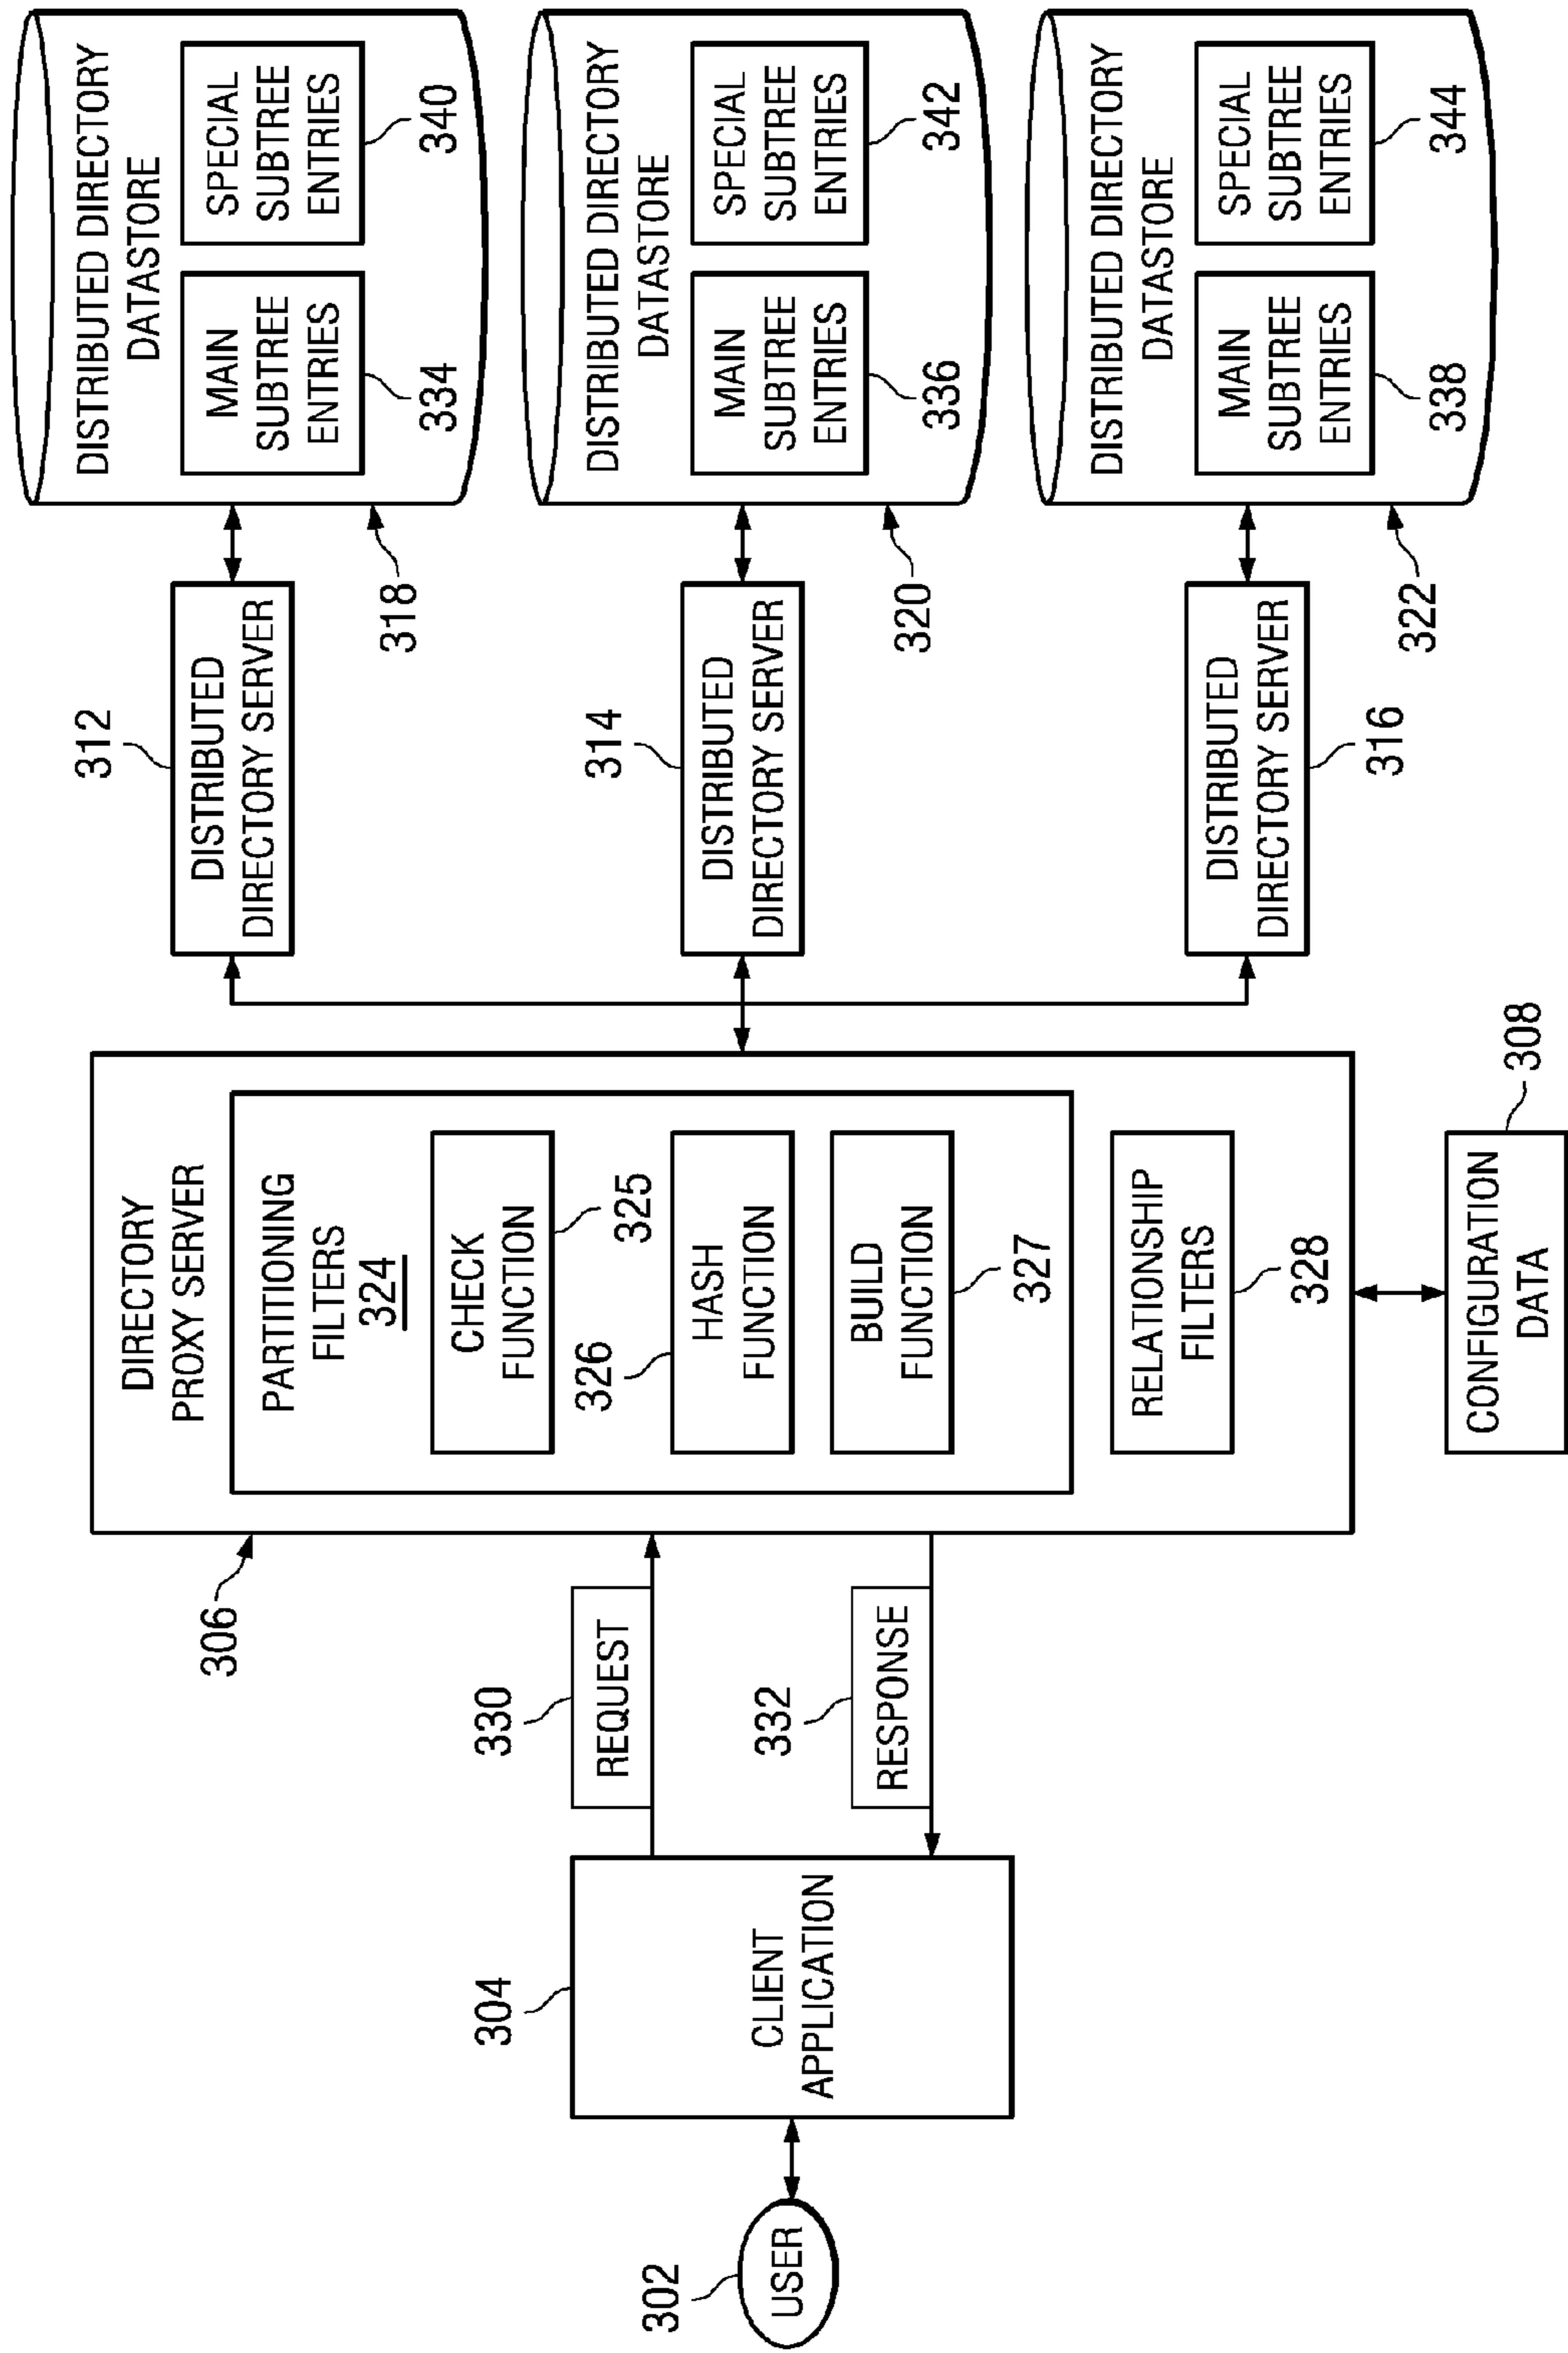 302
USER
304
CLIENT
APPLICATION
330
REQUEST
332
RESPONSE
306
DIRECTORY
PROXY SERVER
PARTITIONING
FILTERS
324
CHECK
FUNCTION
325
326
HASH
FUNCTION
BUILD
FUNCTION
327
RELATIONSHIP
FILTERS
328
CONFIGURATION
DATA
308
312
DISTRIBUTED
DIRECTORY SERVER
314
DISTRIBUTED
DIRECTORY SERVER
DISTRIBUTED
DIRECTORY SERVER
316
DISTRIBUTED DIRECTORY
DATASTORE
MAIN
SUBTREE
ENTRIES
334
SPECIAL
SUBTREE
ENTRIES
340
318
DISTRIBUTED DIRECTORY
DATASTORE
MAIN
SUBTREE
ENTRIES
336
SPECIAL
SUBTREE
ENTRIES
342
320
DISTRIBUTED DIRECTORY
DATASTORE
MAIN
SUBTREE
ENTRIES
338
SPECIAL
SUBTREE
ENTRIES
344
322